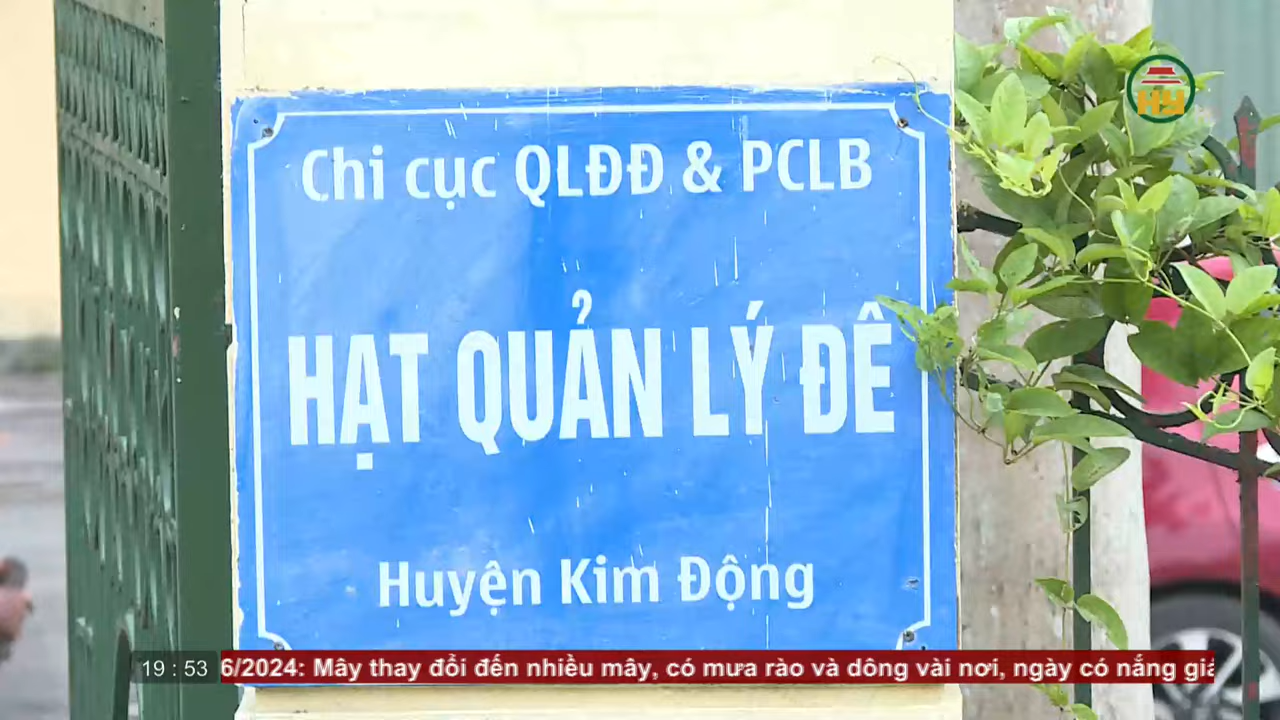 HY
Chi cục QLĐĐ & PCLB
HẠT QUẢN LÝ ĐÊ
Huyện Kim Động
19 : 53
6/2024: Mây thay đổi đến nhiều mây, có mưa rào và dông vài nơi, ngày có nắng